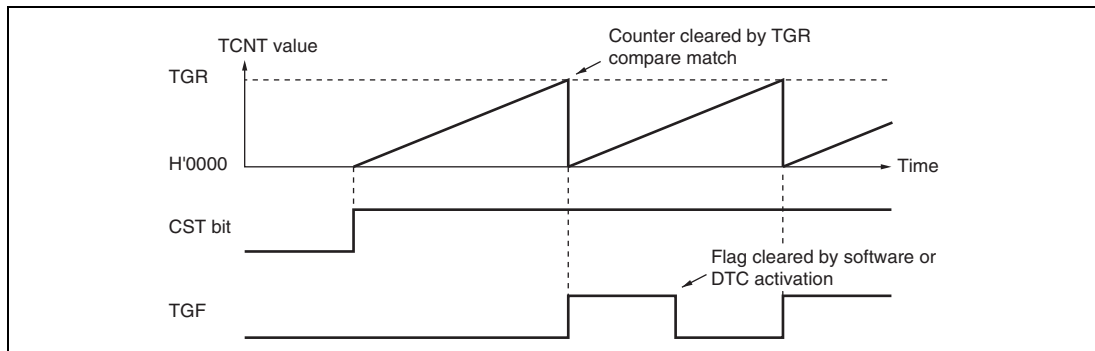 TCNT value
Counter cleared by TGR
compare match
TGR
H'0000
Time
CST bit
Flag cleared by software or
DTC activation
TGF